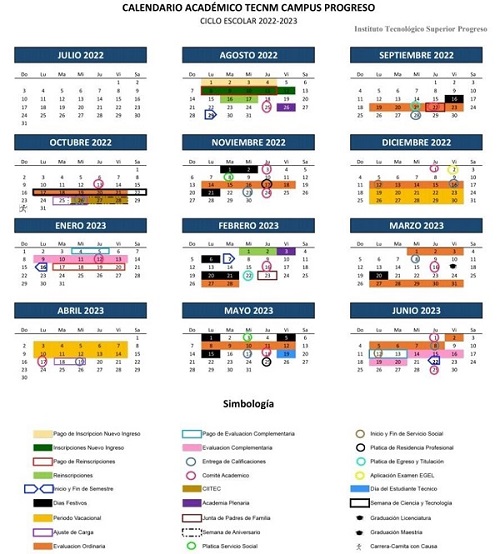 CALENDARIO ACADÉMICO TECNM CAMPUS PROGRESO
CICLO ESCOLAR 2022-2023
Instituto Tecnológico Superior Progreso
JULIO 2022
Do Lu Ma Mi Ju Vi Sa
1 2
3 4 5 6 7 8 9
10 11 12 13 14 15 16
17 18 19 20 21 22 23
24 25 26 27 28 29 30
31
AGOSTO 2022
Do Lu Ma Mi Ju Vi Sa
1 2 3 4 5 6
7 8 9 10 11 12 13
14 15 16 17 18 19 20
21 22 23 24 25 26 27
28 29 30 31
SEPTIEMBRE 2022
Do Lu Ma Mi Ju Vi Sa
1 2 3
4 5 6 7 8 9 10
11 12 13 14 15 16 17
18 19 20 21 22 23 24
25 26 27 28 29 30
OCTUBRE 2022
Do Lu Ma Mi Ju Vi Sa
1
2 3 4 5 6 7 8
9 10 11 12 13 14 15
16 17 18 19 20 21 22
23 24 25 26 27 28 29
31
NOVIEMBRE 2022
Do Lu Ma Mi Ju Vi Sa
1 2 3 4 5
6 7 8 9 10 11 12
13 14 15 16 17 18 19
20 21 22 23 24 25 26
27 28 29 30
DICIEMBRE 2022
Do Lu Ma Mi Ju Vi Sa
1 2 3
4 5 6 7 8 9 10
11 12 13 14 15 16 17
18 19 20 21 22 23 24
25 26 27 28 29 30 31
ENERO 2023
Do Lu Ma Mi Ju Vi Sa
1 2 3 4 5 6 7
8 9 10 11 12 13 14
15 16 17 18 19 20 21
22 23 24 25 26 27 28
29 30 31
FEBRERO 2023
Do Lu Ma Mi Ju Vi Sa
1 2 3 4
5 6 7 8 9 10 11
12 13 14 15 16 17 18
19 20 21 22 23 24 25
26 27 28
MARZO 2023
Do Lu Ma Mi Ju Vi Sa
1 2 3 4
5 6 7 8 9 10 11
12 13 14 15 16 18
19 20 21 22 23 24 25
26 27 28 29 30 31
ABRIL 2023
Do Lu Ma Mi Ju Vi Sa
1
2 3 4 5 6 7 8
9 10 11 12 13 14 15
16 17 18 19 20 21 22
23 24 25 26 27 28 29
30
MAYO 2023
Do Lu Ma Mi Ju Vi Sa
1 2 3 4 5 6
7 8 9 10 11 12 13
14 15 16 17 18 19 20
21 22 23 24 25 26 27
28 29 30 31
JUNIO 2023
Do Lu Ma Mi Ju Vi Sa
1 2 3
4 5 6 7 8 9 10
11 12 13 14 15 16 17
18 19 20 21 22 23 24
25 26 27 28 29 30
Simbología
Pago de Inscripcion Nuevo Ingreso
Inscripciones Nuevo Ingreso
Pago de Reinscripciones
Reinscripciones
Inicio y Fin de Semestre
Dias Festivos
Periodo Vacacional
Ajuste de Carga
Evaluacion Ordinaria
Pago de Evaluacion Complementaria
Evaluacion Complementaria
Entrega de Calificaciones
Comité Academico
CIITEC
Academia Plenaria
Junta de Padres de Familia
Semana de Aniversario
Platica Servicio Social
Inicio y Fin de Servicio Social
Platica de Residencia Profesional
Platica de Egreso y Titulación
Aplicación Examen EGEL
Día del Estudiante Técnico
Semana de Ciencia y Tecnologia
Graduación Licenciatura
Graduación Maestria
Carrera-Camita con Causa